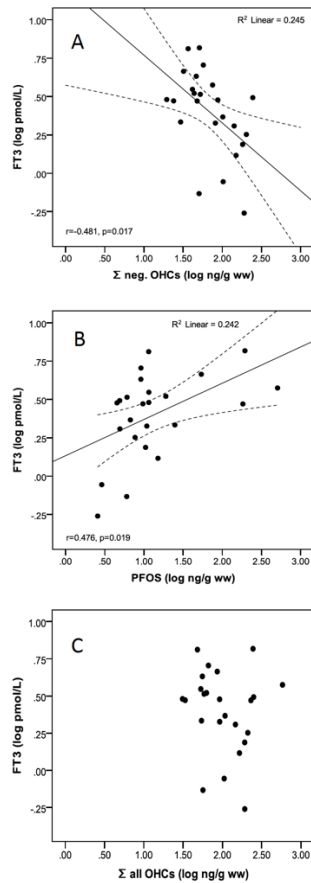 A
R² Linear = 0.245
FT3 (log pmol/L)
1.00
.75
.50
.25
.00
-.25
r=-0.481, p=0.017
.00 .50 1.00 1.50 2.00 2.50 3.00
Σ neg. OHCs (log ng/g ww)
B
R² Linear = 0.242
FT3 (log pmol/L)
1.00
.75
.50
.25
.00
-.25
r=0.476, p=0.019
.00 .50 1.00 1.50 2.00 2.50 3.00
PFOS (log ng/g ww)
C
FT3 (log pmol/L)
1.00
.75
.50
.25
.00
-.25
.00 .50 1.00 1.50 2.00 2.50 3.00
Σ all OHCs (log ng/g ww)